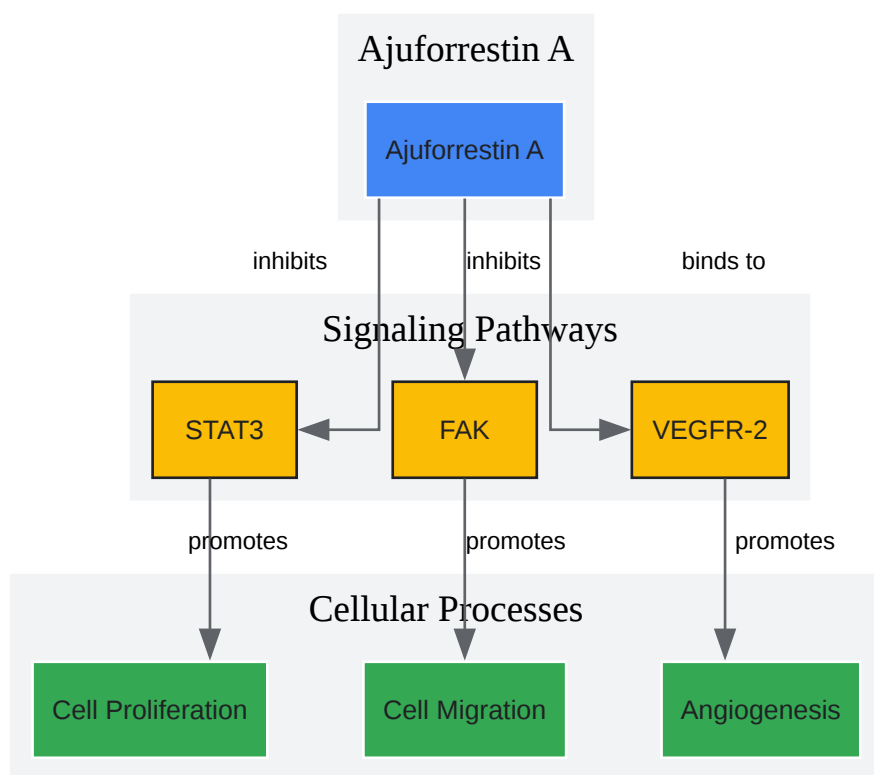 Ajuforrestin A
Ajuforrestin A
inhibits inhibits binds to
Signaling Pathways
STAT3 FAK VEGFR-2
promotes promotes promotes
Cellular Processes
Cell Proliferation Cell Migration Angiogenesis